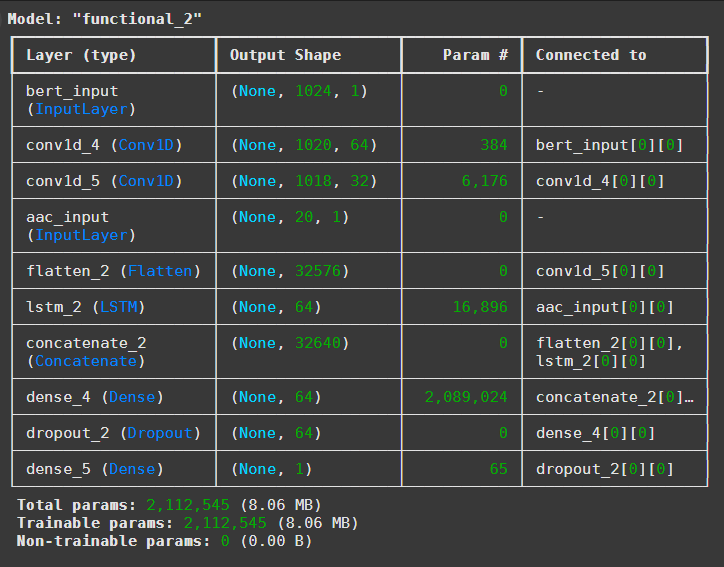 Model: "functional_2"
Layer (type) Output Shape Param # Connected to
bert_input (None, 1024, 1) 0 -
(InputLayer)
conv1d_4 (Conv1D) (None, 1020, 64) 384 bert_input[0][0]
conv1d_5 (Conv1D) (None, 1018, 32) 6,176 conv1d_4[0][0]
aac_input (None, 20, 1) 0 -
(InputLayer)
flatten_2 (Flatten) (None, 32576) 0 conv1d_5[0][0]
lstm_2 (LSTM) (None, 64) 16,896 aac_input[0][0]
concatenate_2 (None, 32640) 0 flatten_2[0][0],
(Concatenate) lstm_2[0][0]
dense_4 (Dense) (None, 64) 2,089,024 concatenate_2[0]…
dropout_2 (Dropout) (None, 64) 0 dense_4[0][0]
dense_5 (Dense) (None, 1) 65 dropout_2[0][0]
Total params: 2,112,545 (8.06 MB)
Trainable params: 2,112,545 (8.06 MB)
Non-trainable params: 0 (0.00 B)